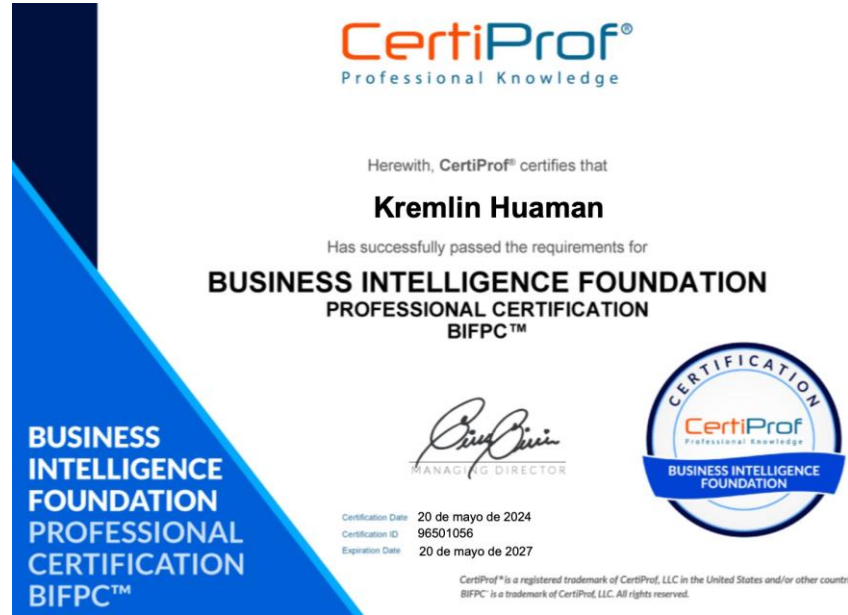 CertiProf®
Professional Knowledge
Herewith, CertiProf® certifies that
Kremlin Huaman
Has successfully passed the requirements for
BUSINESS INTELLIGENCE FOUNDATION
PROFESSIONAL CERTIFICATION
BIFPC™
MANAGING DIRECTOR
Certification Date 20 de mayo de 2024
Certification ID 96501056
Expiration Date 20 de mayo de 2027
CERTIFICATION
CertiProf
Professional Knowledge
BUSINESS INTELLIGENCE
FOUNDATION
BUSINESS
INTELLIGENCE
FOUNDATION
PROFESSIONAL
CERTIFICATION
BIFPC™
CertiProf® is a registered trademark of CertiProf, LLC in the United States and/or other countri
BIFPC™ is a trademark of CertiProf, LLC. All rights reserved.